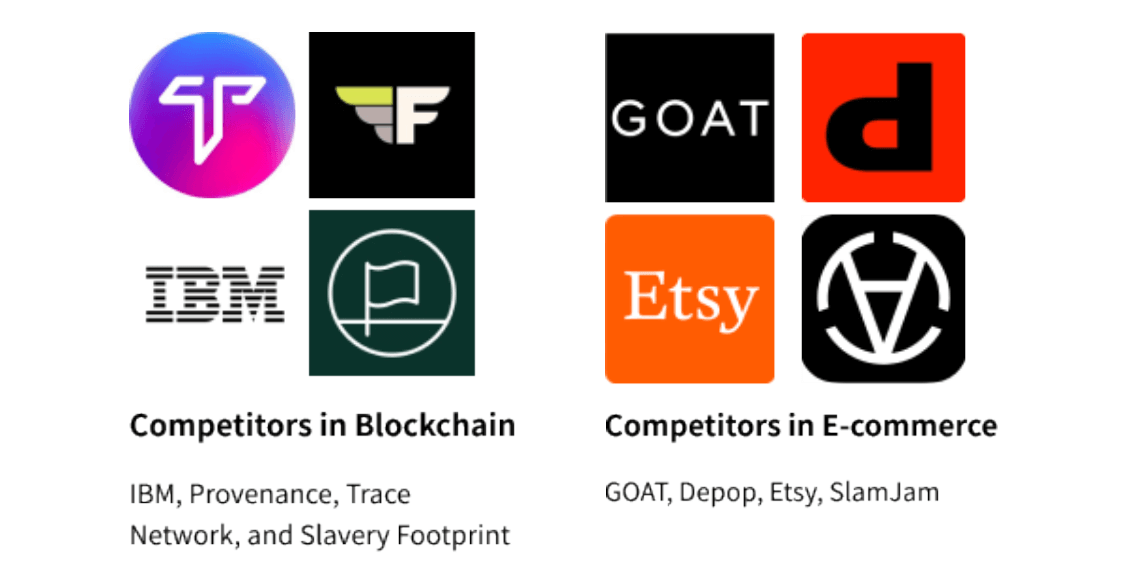 T
F
GOAT
d
IBM
Etsy
Competitors in Blockchain
Competitors in E-commerce
IBM, Provenance, Trace
Network, and Slavery Footprint
GOAT, Depop, Etsy, SlamJam